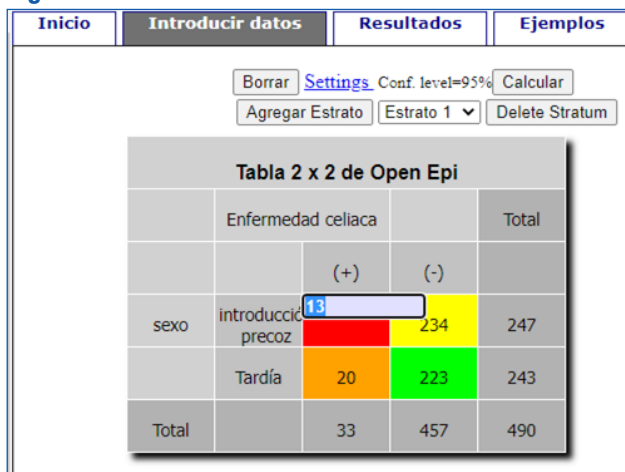 Inicio Introducir datos Resultados Ejemplos
Borrar Settings Conf. level=95% Calcular
Agregar Estrato Estrato 1 Delete Stratum
Tabla 2 x 2 de Open Epi
Enfermedad celiaca Total
(+) (-)
sexo introducció precoz 13 234 247
Tardía 20 223 243
Total 33 457 490